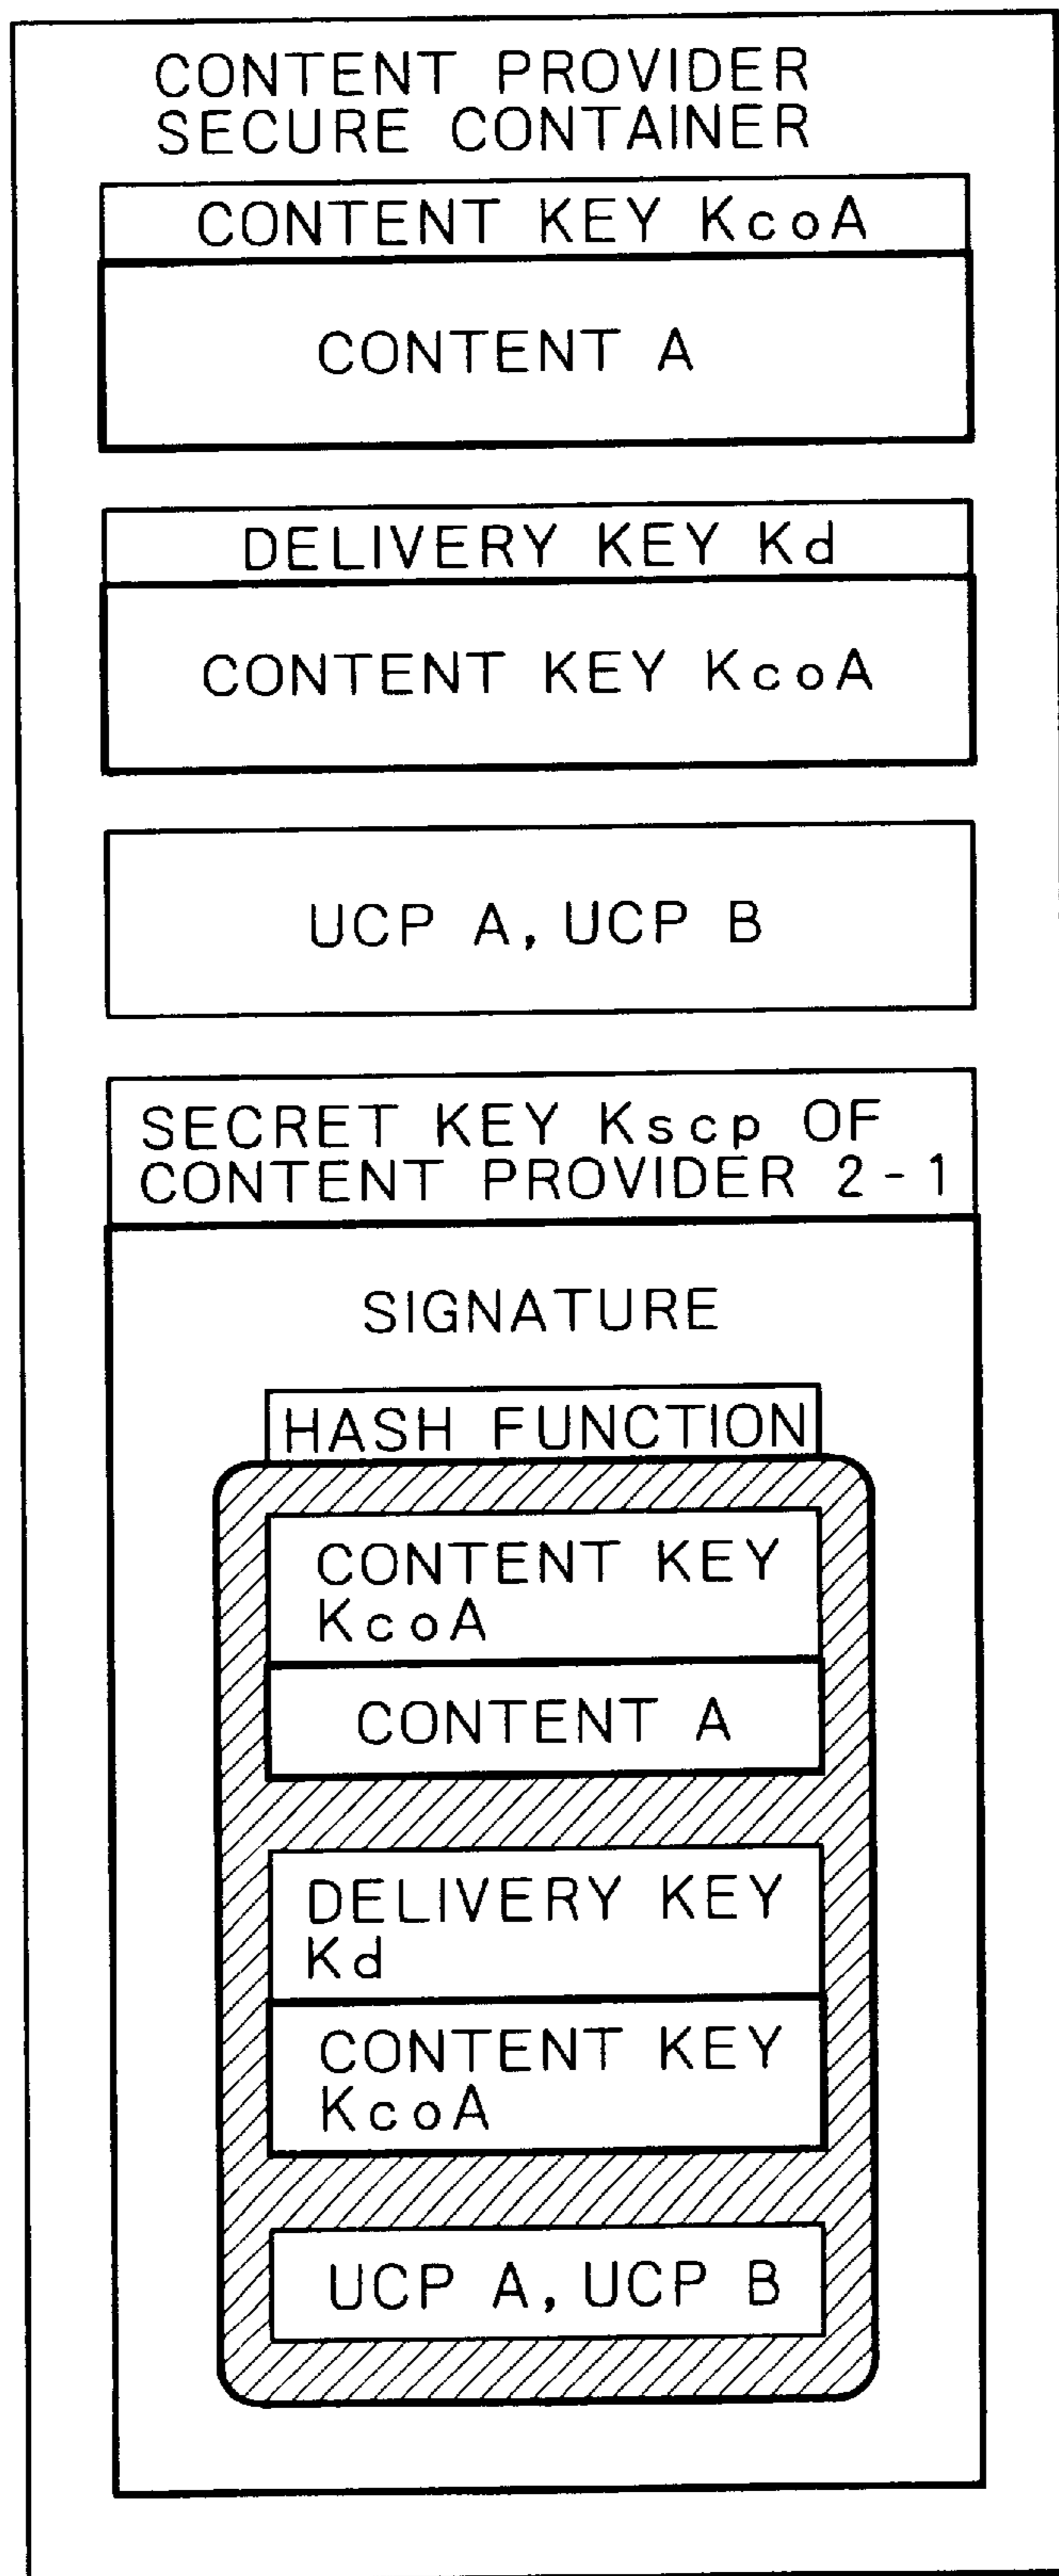 CONTENT PROVIDER
SECURE CONTAINER
CONTENT KEY KcoA
CONTENT A
DELIVERY KEY Kd
CONTENT KEY KcoA
UCP A, UCP B
SECRET KEY Kscp OF
CONTENT PROVIDER 2-1
SIGNATURE
HASH FUNCTION
CONTENT KEY
KcoA
CONTENT A
DELIVERY KEY
Kd
CONTENT KEY
KcoA
UCP A, UCP B